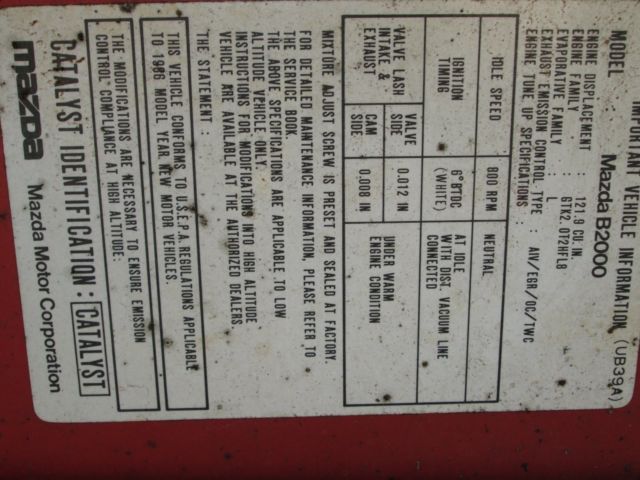 IMPORTANT VEHICLE INFORMATION (UB39A)
MODEL Mazda B2000
ENGINE DISPLACEMENT : 121.9 CU. IN.
ENGINE FAMILY : GTK2.0T2HFL8
EVAPORATIVE FAMILY : L
EXHAUST EMISSION CONTROL TYPE : AIV/EGR/OC/TWC
ENGINE TUNE UP SPECIFICATIONS :
IDLE SPEED 800 RPM NEUTRAL
IGNITION TIMING 6°BTDC (WHITE) AT IDLE WITH DIST. VACUUM LINE CONNECTED
VALVE LASH INTAKE & EXHAUST VALVE SIDE 0.012 IN UNDER WARM ENGINE CONDITION
CAM SIDE 0.008 IN
MIXTURE ADJUST SCREW IS PRESET AND SEALED AT FACTORY.
FOR DETAILED MAINTENANCE INFORMATION, PLEASE REFER TO
THE SERVICE BOOK.
THE ABOVE SPECIFICATIONS ARE APPLICABLE TO LOW
ALTITUDE VEHICLE ONLY.
INSTRUCTIONS FOR MODIFICATIONS INTO HIGH ALTITUDE
VEHICLE ARE AVAILABLE AT THE AUTHORIZED DEALERS.
THE STATEMENT :
THIS VEHICLE CONFORMS TO U.S.E.P.A. REGULATIONS APPLICABLE
TO 1986 MODEL YEAR NEW MOTOR VEHICLES.
THE MODIFICATIONS ARE NECESSARY TO ENSURE EMISSION
CONTROL COMPLIANCE AT HIGH ALTITUDE:
CATALYST IDENTIFICATION : CATALYST
mazda Mazda Motor Corporation